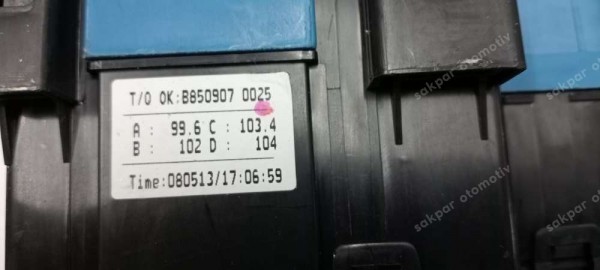 sakpar otomotiv
T/O OK:B850907 0025
A : 99.6 C : 103.4
B : 102 D : 104
Time:080513/17:06:59
sakpar otomotiv
sakpar otomotiv